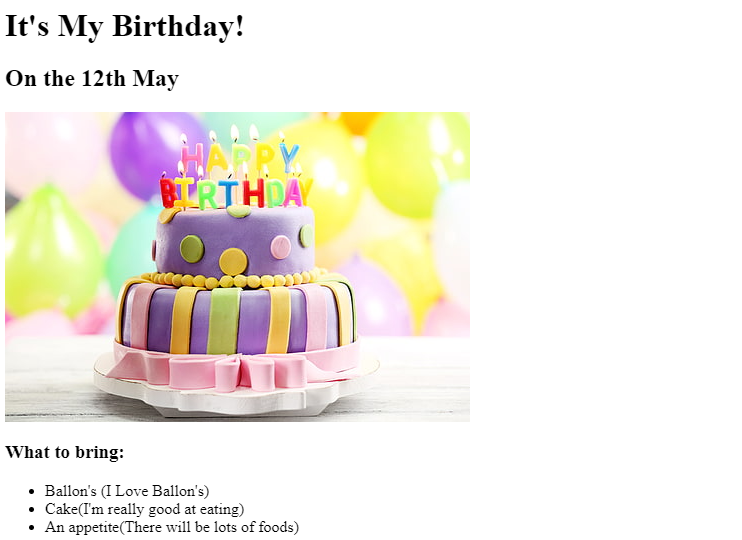 It's My Birthday!
On the 12th May
HAPPY
BIRTHDAY
What to bring:
Ballon's (I Love Ballon's)
Cake(I'm really good at eating)
An appetite(There will be lots of foods)